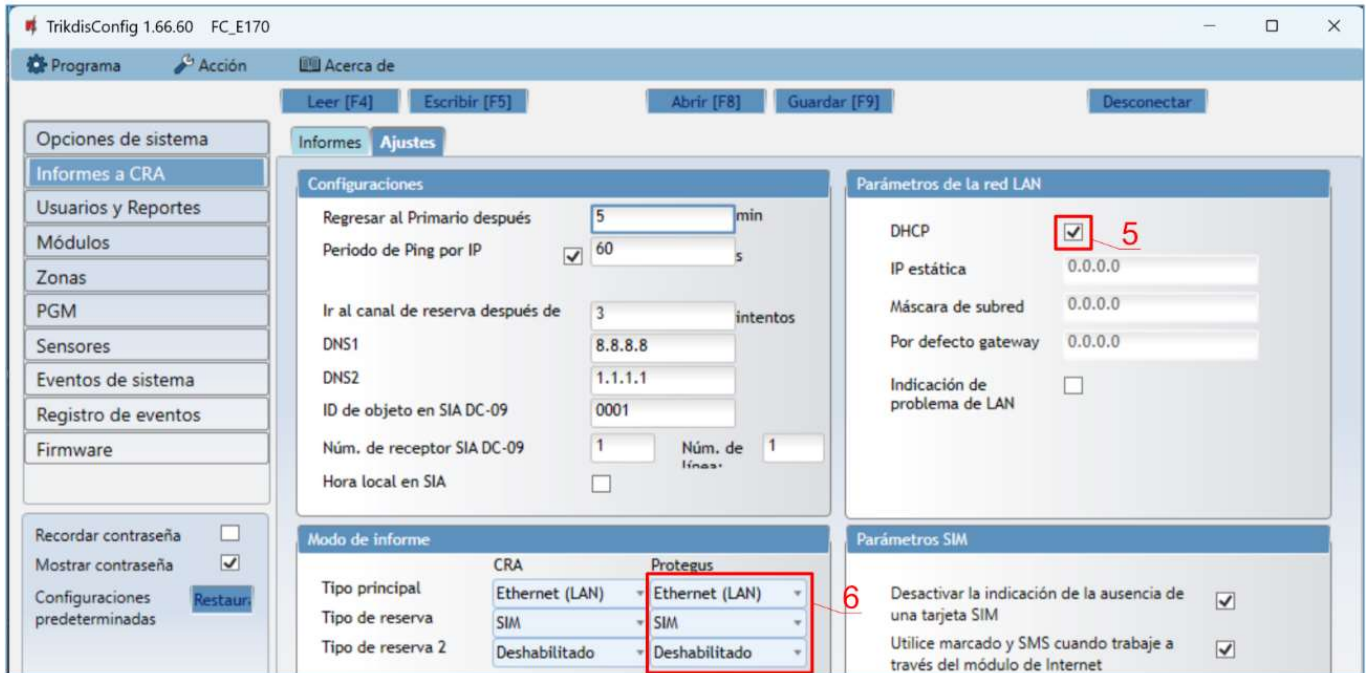 TrikdisConfig 1.66.60 FC_E170
Programa Acción Acerca de
Leer [F4] Escribir [F5] Abrir [F8] Guardar [F9] Desconectar
Opciones de sistema
Informes a CRA
Usuarios y Reportes
Módulos
Zonas
PGM
Sensores
Eventos de sistema
Registro de eventos
Firmware
Recordar contraseña
Mostrar contraseña
Configuraciones
predeterminadas
Restaura
Informes Ajustes
Configuraciones
Regresar al Primario después 5 min
Periodo de Ping por IP 60 s
Ir al canal de reserva después de 3 intentos
DNS1 8.8.8.8
DNS2 1.1.1.1
ID de objeto en SIA DC-09 0001
Núm. de receptor SIA DC-09 1 Núm. de línea: 1
Hora local en SIA
Parámetros de la red LAN
DHCP 5
IP estática 0.0.0.0
Máscara de subred 0.0.0.0
Por defecto gateway 0.0.0.0
Indicación de
problema de LAN
Modo de informe
CRA Protegus
Tipo principal Ethernet (LAN) Ethernet (LAN) 6
Tipo de reserva SIM SIM
Tipo de reserva 2 Deshabilitado Deshabilitado
Parámetros SIM
Desactivar la indicación de la ausencia de
una tarjeta SIM
Utilice marcado y SMS cuando trabaje a
través del módulo de Internet